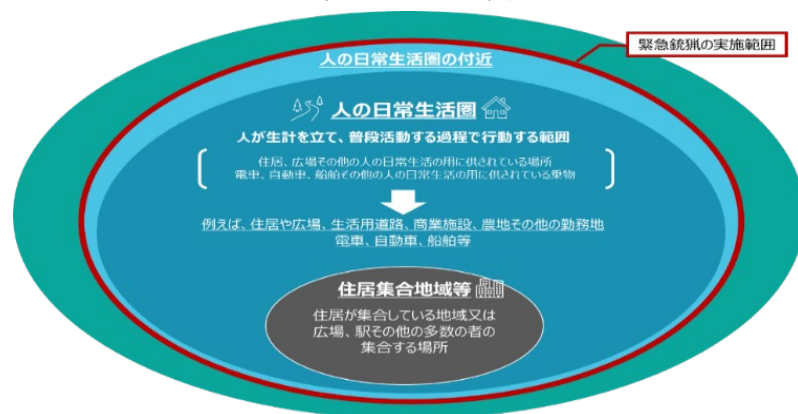 緊急銃猟の実施範囲
人の日常生活圏の付近
人の日常生活圏
人が生計を立て、普段活動する過程で行動する範囲
住居、広場その他の人の日常生活の用に供されている場所
電車、自動車、船舶その他の人の日常生活の用に供されている乗物
例えば、住居や広場、生活用道路、商業施設、農地その他の勤務地
電車、自動車、船舶等
住居集合地域等
住居が集合している地域又は
広場、駅その他の多数の者の
集合する場所